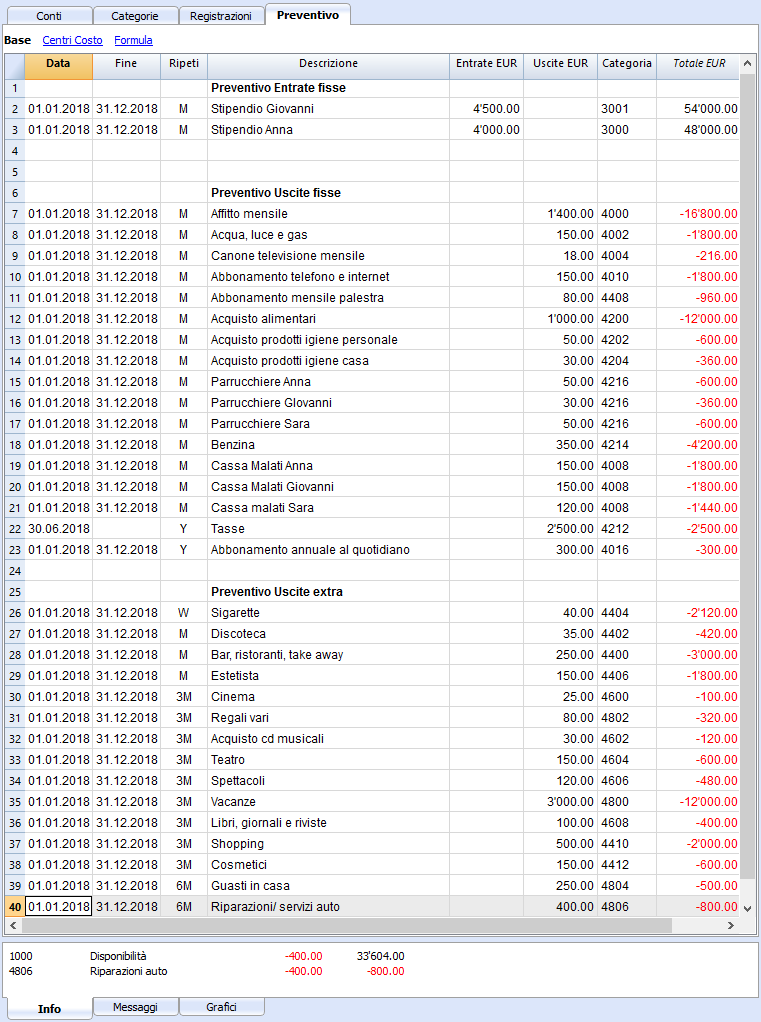 Conti Categorie Registrazioni Preventivo
Base Centri Costo Formula
Data Fine Ripeti Descrizione Entrate EUR Uscite EUR Categoria Totale EUR
1 Preventivo Entrate fisse
2 01.01.2018 31.12.2018 M Stipendio Giovanni 4'500.00 3001 54'000.00
3 01.01.2018 31.12.2018 M Stipendio Anna 4'000.00 3000 48'000.00
4
5
6 Preventivo Uscite fisse
7 01.01.2018 31.12.2018 M Affitto mensile 1'400.00 4000 -16'800.00
8 01.01.2018 31.12.2018 M Acqua, luce e gas 150.00 4002 -1'800.00
9 01.01.2018 31.12.2018 M Canone televisione mensile 18.00 4004 -216.00
10 01.01.2018 31.12.2018 M Abbonamento telefono e internet 150.00 4010 -1'800.00
11 01.01.2018 31.12.2018 M Abbonamento mensile palestra 80.00 4408 -960.00
12 01.01.2018 31.12.2018 M Acquisto alimentari 1'000.00 4200 -12'000.00
13 01.01.2018 31.12.2018 M Acquisto prodotti igiene personale 50.00 4202 -600.00
14 01.01.2018 31.12.2018 M Acquisto prodotti igiene casa 30.00 4204 -360.00
15 01.01.2018 31.12.2018 M Parrucchiere Anna 50.00 4216 -600.00
16 01.01.2018 31.12.2018 M Parrucchiere GIovanni 30.00 4216 -360.00
17 01.01.2018 31.12.2018 M Parrucchiere Sara 50.00 4216 -600.00
18 01.01.2018 31.12.2018 M Benzina 350.00 4214 -4'200.00
19 01.01.2018 31.12.2018 M Cassa Malati Anna 150.00 4008 -1'800.00
20 01.01.2018 31.12.2018 M Cassa Malati Giovanni 150.00 4008 -1'800.00
21 01.01.2018 31.12.2018 M Cassa malati Sara 120.00 4008 -1'440.00
22 30.06.2018 Y Tasse 2'500.00 4212 -2'500.00
23 01.01.2018 31.12.2018 Y Abbonamento annuale al quotidiano 300.00 4016 -300.00
24
25 Preventivo Uscite extra
26 01.01.2018 31.12.2018 W Sigarette 40.00 4404 -2'120.00
27 01.01.2018 31.12.2018 M Discoteca 35.00 4402 -420.00
28 01.01.2018 31.12.2018 M Bar, ristoranti, take away 250.00 4400 -3'000.00
29 01.01.2018 31.12.2018 M Estetista 150.00 4406 -1'800.00
30 01.01.2018 31.12.2018 3M Cinema 25.00 4600 -100.00
31 01.01.2018 31.12.2018 3M Regali vari 80.00 4802 -320.00
32 01.01.2018 31.12.2018 3M Acquisto cd musicali 30.00 4602 -120.00
33 01.01.2018 31.12.2018 3M Teatro 150.00 4604 -600.00
34 01.01.2018 31.12.2018 3M Spettacoli 120.00 4606 -480.00
35 01.01.2018 31.12.2018 3M Vacanze 3'000.00 4800 -12'000.00
36 01.01.2018 31.12.2018 3M Libri, giornali e riviste 100.00 4608 -400.00
37 01.01.2018 31.12.2018 3M Shopping 500.00 4410 -2'000.00
38 01.01.2018 31.12.2018 3M Cosmetici 150.00 4412 -600.00
39 01.01.2018 31.12.2018 6M Guasti in casa 250.00 4804 -500.00
40 01.01.2018 31.12.2018 6M Riparazioni/ servizi auto 400.00 4806 -800.00
1000 Disponibilità -400.00 33'604.00
4806 Riparazioni auto -400.00 -800.00
Info Messaggi Grafici